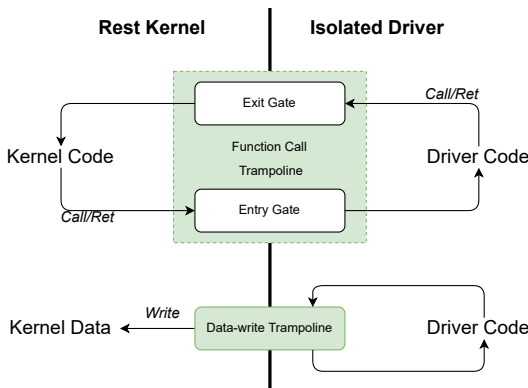 Rest Kernel
Isolated Driver
Exit Gate
Call/Ret
Function Call
Trampoline
Kernel Code
Driver Code
Call/Ret
Entry Gate
Write
Kernel Data
Data-write Trampoline
Driver Code